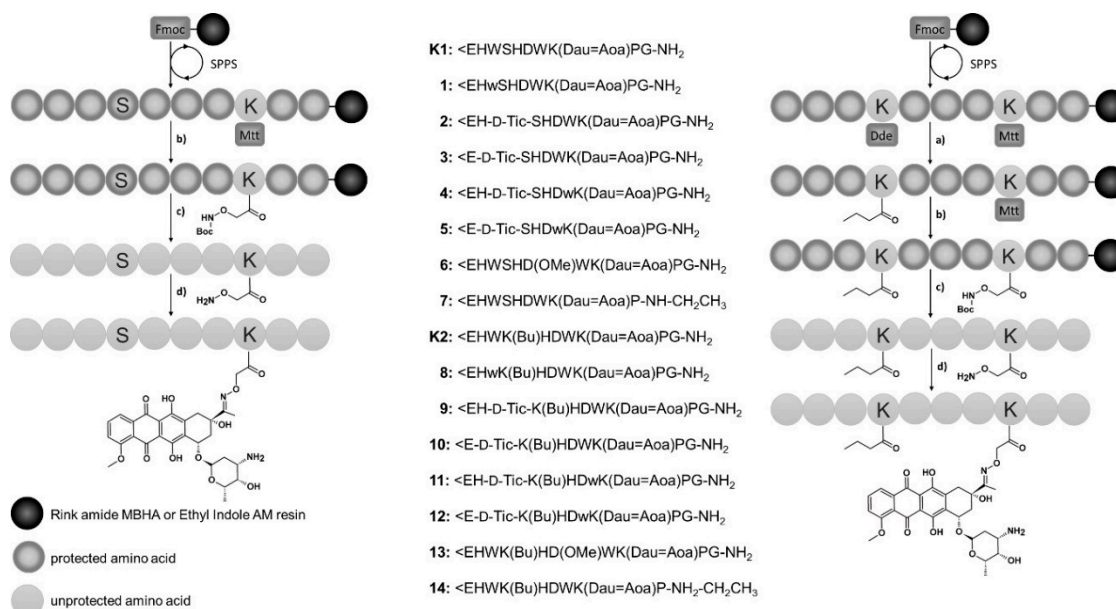 Fmoc
SPPS
S
K
Mtt
b)
S
K
c)
HN
O
O
Boc
S
K
d)
H₂N
O
O
S
K
O
O
N
O
OH
OH
O
O
OH
O
NH₂
O
OH
Rink amide MBHA or Ethyl Indole AM resin
protected amino acid
unprotected amino acid
K1: <EHWSHDWK(Dau=Aoa)PG-NH₂
1: <EHwSHDWK(Dau=Aoa)PG-NH₂
2: <EH-D-Tic-SHDWK(Dau=Aoa)PG-NH₂
3: <E-D-Tic-SHDWK(Dau=Aoa)PG-NH₂
4: <EH-D-Tic-SHDwK(Dau=Aoa)PG-NH₂
5: <E-D-Tic-SHDwK(Dau=Aoa)PG-NH₂
6: <EHWSHD(OMe)WK(Dau=Aoa)PG-NH₂
7: <EHWSHDWK(Dau=Aoa)P-NH-CH₂CH₃
K2: <EHWK(Bu)HDWK(Dau=Aoa)PG-NH₂
8: <EHwK(Bu)HDWK(Dau=Aoa)PG-NH₂
9: <EH-D-Tic-K(Bu)HDWK(Dau=Aoa)PG-NH₂
10: <E-D-Tic-K(Bu)HDWK(Dau=Aoa)PG-NH₂
11: <EH-D-Tic-K(Bu)HDwK(Dau=Aoa)PG-NH₂
12: <E-D-Tic-K(Bu)HDwK(Dau=Aoa)PG-NH₂
13: <EHWK(Bu)HD(OMe)WK(Dau=Aoa)PG-NH₂
14: <EHWK(Bu)HDWK(Dau=Aoa)P-NH₂-CH₂CH₃
Fmoc
SPPS
K
K
Dde
Mtt
a)
K
K
O
Mtt
b)
K
K
O
c)
HN
O
O
Boc
K
K
O
d)
H₂N
O
O
K
K
O
O
O
N
O
OH
OH
O
O
OH
O
NH₂
O
OH